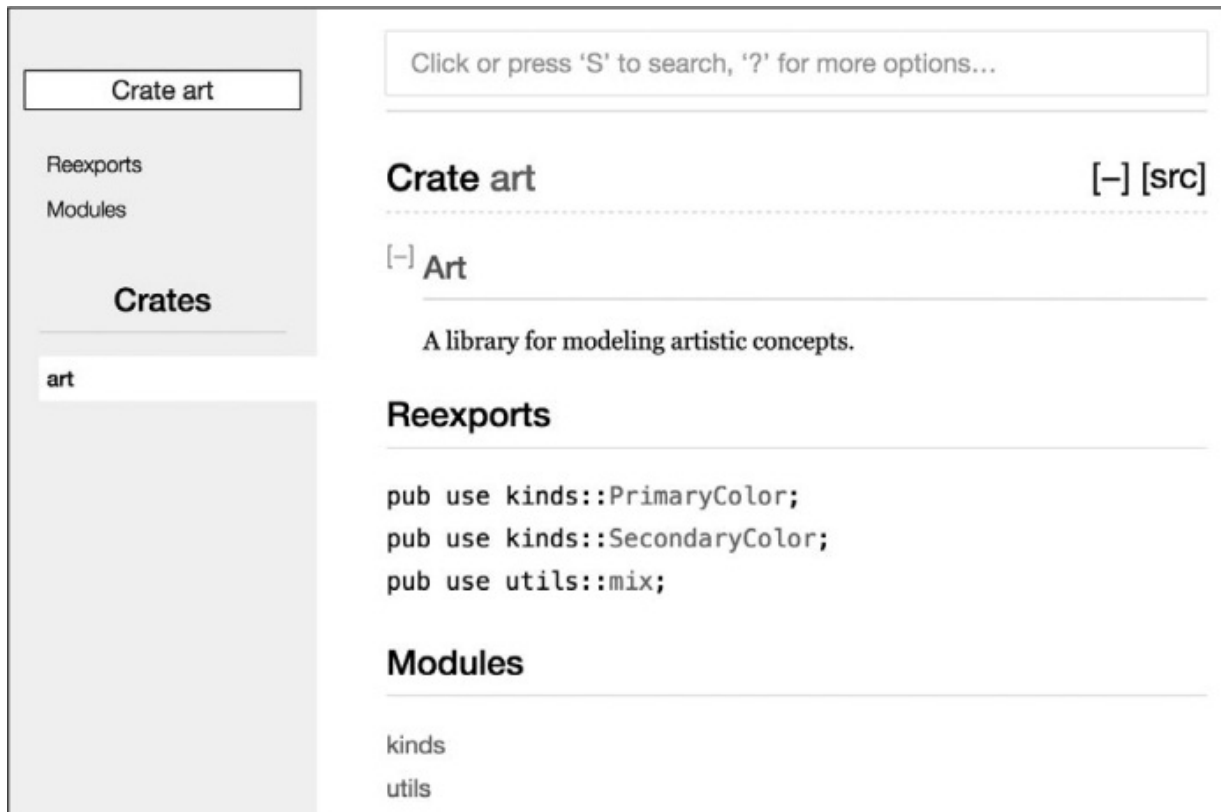 Crate art
Reexports
Modules
Crates
art
Click or press ‘S’ to search, ‘?’ for more options…
Crate art [−] [src]
[−] Art
A library for modeling artistic concepts.
Reexports
pub use kinds::PrimaryColor;
pub use kinds::SecondaryColor;
pub use utils::mix;
Modules
kinds
utils